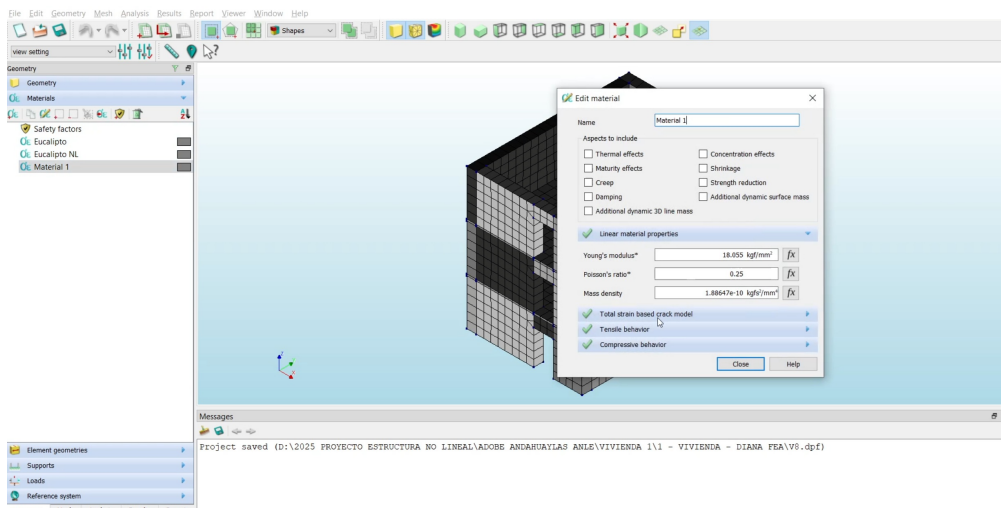 File Edit Geometry Mesh Analysis Results Report Viewer Window Help
Shapes
view setting
Geometry
Geometry
Materials
Safety factors
Eucalipto
Eucalipto NL
Material 1
Element geometries
Supports
Loads
Reference system
Edit material
Name Material 1
Aspects to include
Thermal effects Concentration effects
Maturity effects Shrinkage
Creep Strength reduction
Damping Additional dynamic surface mass
Additional dynamic 3D line mass
Linear material properties
Young's modulus* 18.055 kgf/mm² fx
Poisson's ratio* 0.25 fx
Mass density 1.88647e-10 kgfs²/mm⁴ fx
Total strain based crack model
Tensile behavior
Compressive behavior
Close Help
Messages
Project saved (D:\2025 PROYECTO ESTRUCTURA NO LINEAL\ADOBE ANDAHUAYLAS ANLE\VIVIENDA 1\1 - VIVIENDA - DIANA FEA\V8.dpf)